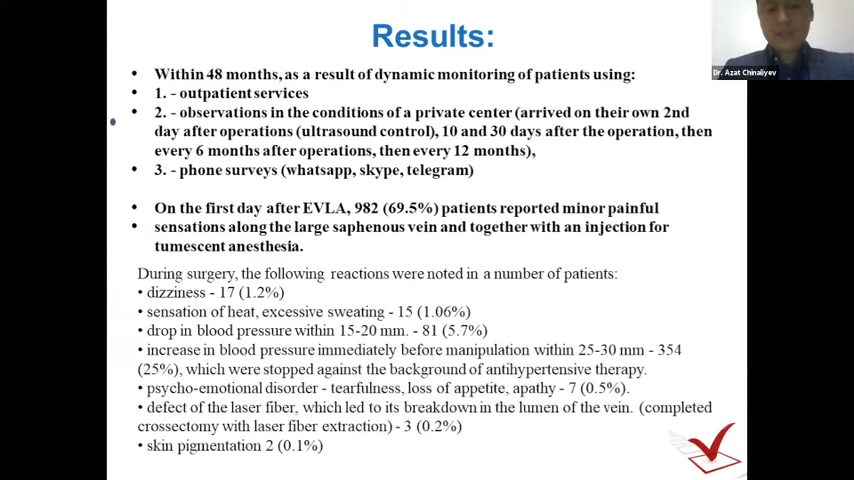 Results:
Dr. Azat Chinaliyev
• Within 48 months, as a result of dynamic monitoring of patients using:
• 1. - outpatient services
• 2. - observations in the conditions of a private center (arrived on their own 2nd
day after operations (ultrasound control), 10 and 30 days after the operation, then
every 6 months after operations, then every 12 months),
• 3. - phone surveys (whatsapp, skype, telegram)
• On the first day after EVLA, 982 (69.5%) patients reported minor painful
• sensations along the large saphenous vein and together with an injection for
tumescent anesthesia.
During surgery, the following reactions were noted in a number of patients:
• dizziness - 17 (1.2%)
• sensation of heat, excessive sweating - 15 (1.06%)
• drop in blood pressure within 15-20 mm. - 81 (5.7%)
• increase in blood pressure immediately before manipulation within 25-30 mm - 354
(25%), which were stopped against the background of antihypertensive therapy.
• psycho-emotional disorder - tearfulness, loss of appetite, apathy - 7 (0.5%).
• defect of the laser fiber, which led to its breakdown in the lumen of the vein. (completed
crossectomy with laser fiber extraction) - 3 (0.2%)
• skin pigmentation 2 (0.1%)